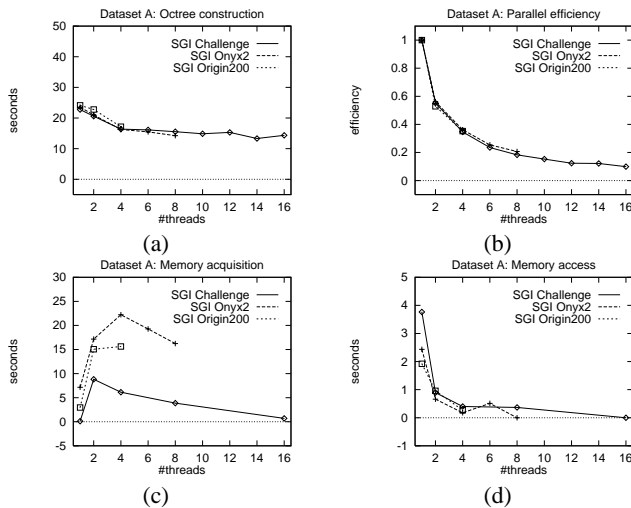 Dataset A: Octree construction
50
40
30
20
10
0
seconds
SGI Challenge
SGI Onyx2
SGI Origin200
2 4 6 8 10 12 14 16
#threads
(a)
Dataset A: Parallel efficiency
1
0.8
0.6
0.4
0.2
0
efficiency
SGI Challenge
SGI Onyx2
SGI Origin200
2 4 6 8 10 12 14 16
#threads
(b)
Dataset A: Memory acquisition
30
25
20
15
10
5
0
-5
seconds
SGI Challenge
SGI Onyx2
SGI Origin200
2 4 6 8 10 12 14 16
#threads
(c)
Dataset A: Memory access
5
4
3
2
1
0
-1
seconds
SGI Challenge
SGI Onyx2
SGI Origin200
2 4 6 8 10 12 14 16
#threads
(d)